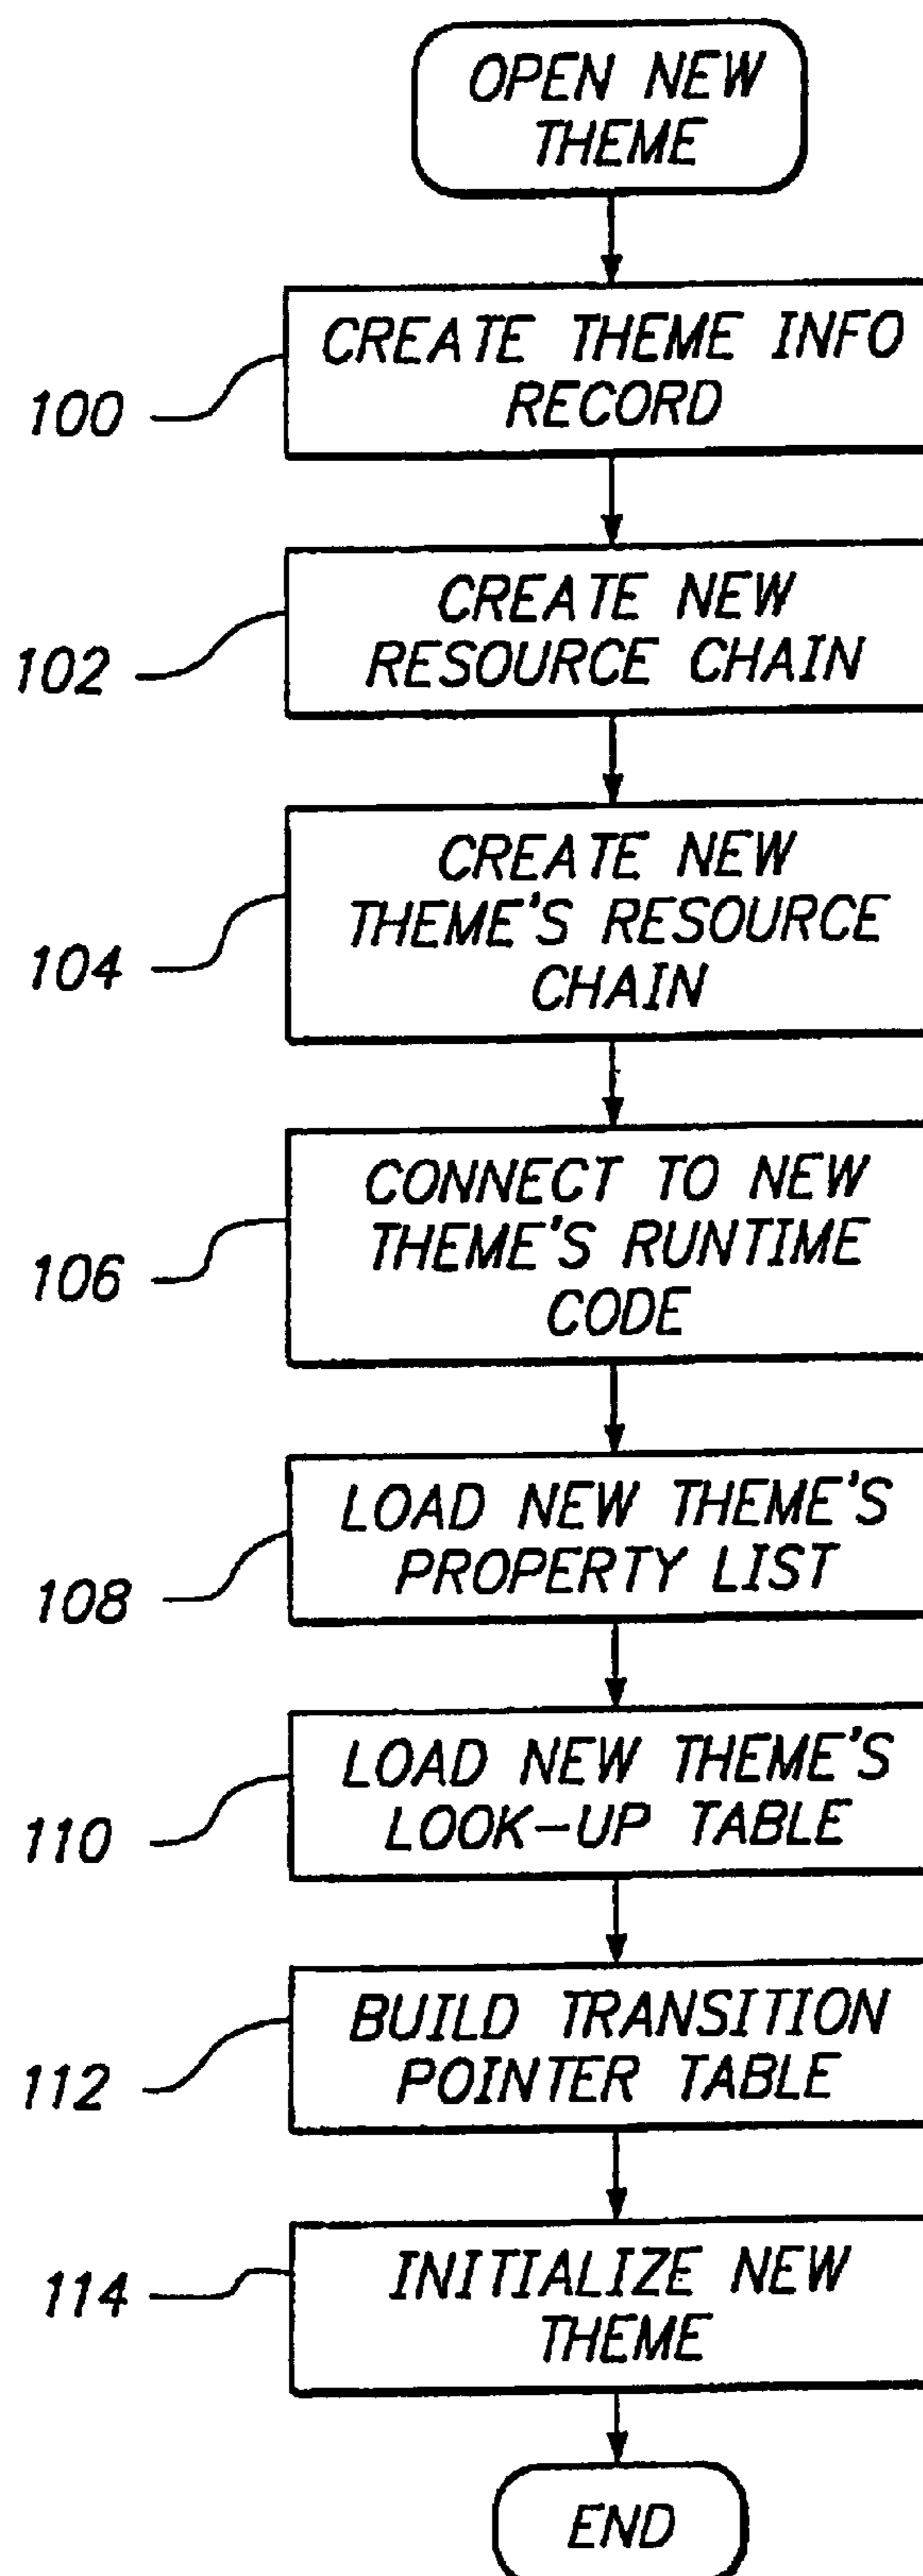 OPEN NEW
THEME
CREATE THEME INFO
RECORD
100
CREATE NEW
RESOURCE CHAIN
102
CREATE NEW
THEME'S RESOURCE
CHAIN
104
CONNECT TO NEW
THEME'S RUNTIME
CODE
106
LOAD NEW THEME'S
PROPERTY LIST
108
LOAD NEW THEME'S
LOOK-UP TABLE
110
BUILD TRANSITION
POINTER TABLE
112
INITIALIZE NEW
THEME
114
END